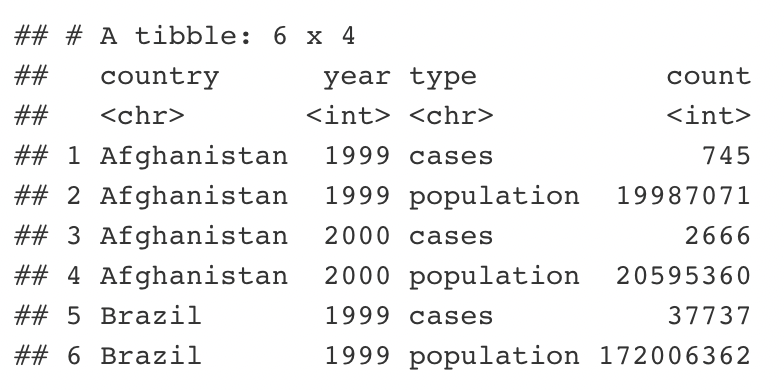 ## # A tibble: 6 x 4
##   country      year type           count
##   <chr>       <int> <chr>          <int>
## 1 Afghanistan  1999 cases            745
## 2 Afghanistan  1999 population  19987071
## 3 Afghanistan  2000 cases           2666
## 4 Afghanistan  2000 population  20595360
## 5 Brazil       1999 cases          37737
## 6 Brazil       1999 population 172006362